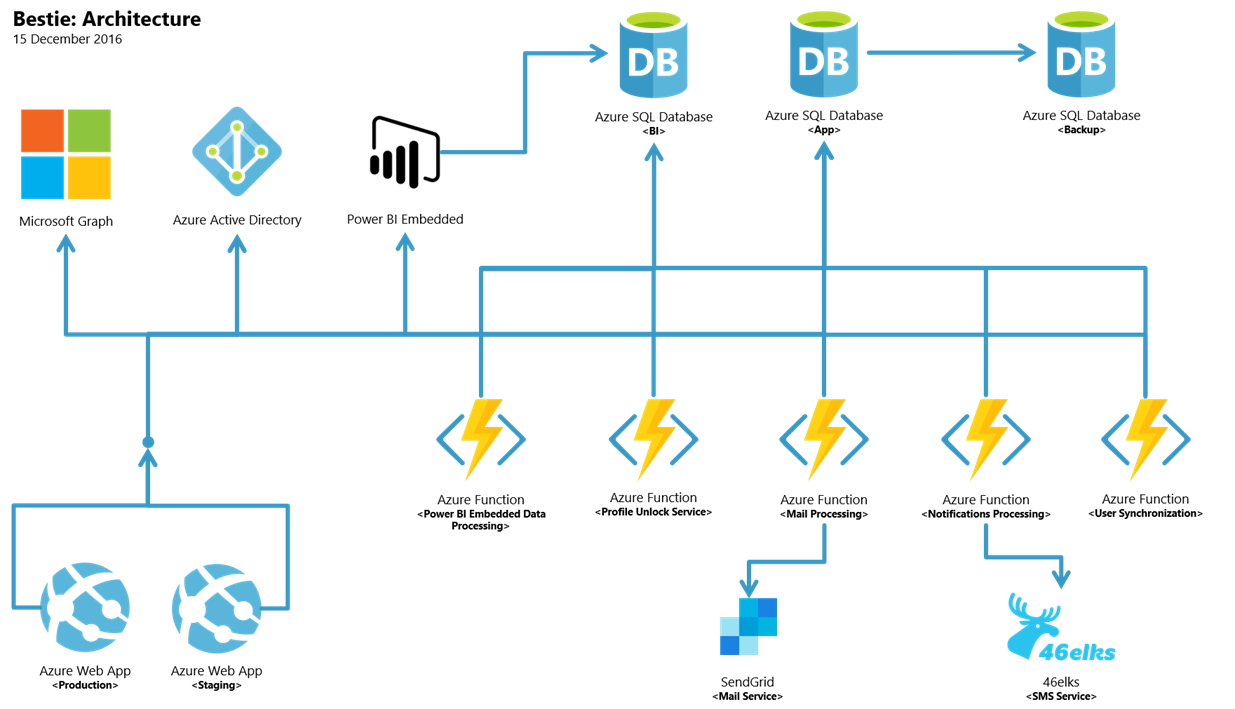 Bestie: Architecture
15 December 2016
DB
DB
DB
Azure SQL Database
<BI>
Azure SQL Database
<App>
Azure SQL Database
<Backup>
Microsoft Graph
Azure Active Directory
Power BI Embedded
Azure Function
<Power BI Embedded Data
Processing>
Azure Function
<Profile Unlock Service>
Azure Function
<Mail Processing>
Azure Function
<Notifications Processing>
Azure Function
<User Synchronization>
Azure Web App
<Production>
Azure Web App
<Staging>
SendGrid
<Mail Service>
46elks
46elks
<SMS Service>